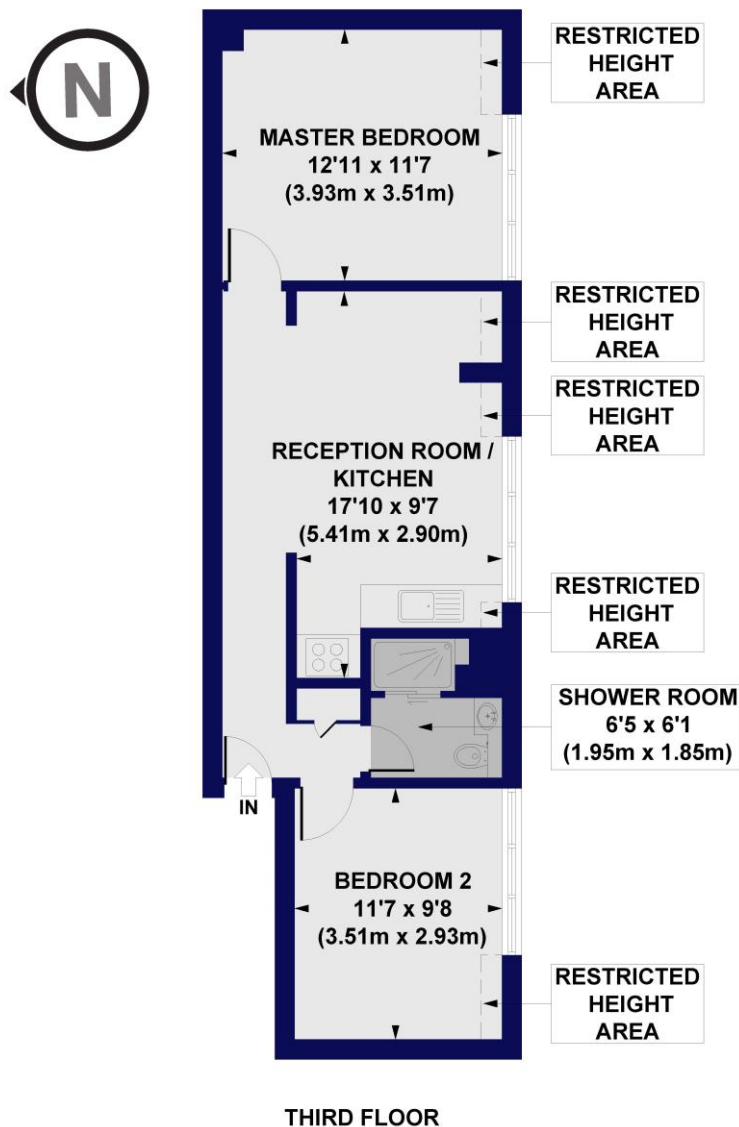 N
RESTRICTED
HEIGHT
AREA
MASTER BEDROOM
12'11 x 11'7
(3.93m x 3.51m)
RESTRICTED
HEIGHT
AREA
RESTRICTED
HEIGHT
AREA
RECEPTION ROOM /
KITCHEN
17'10 x 9'7
(5.41m x 2.90m)
RESTRICTED
HEIGHT
AREA
SHOWER ROOM
6'5 x 6'1
(1.95m x 1.85m)
IN
BEDROOM 2
11'7 x 9'8
(3.51m x 2.93m)
RESTRICTED
HEIGHT
AREA
THIRD FLOOR